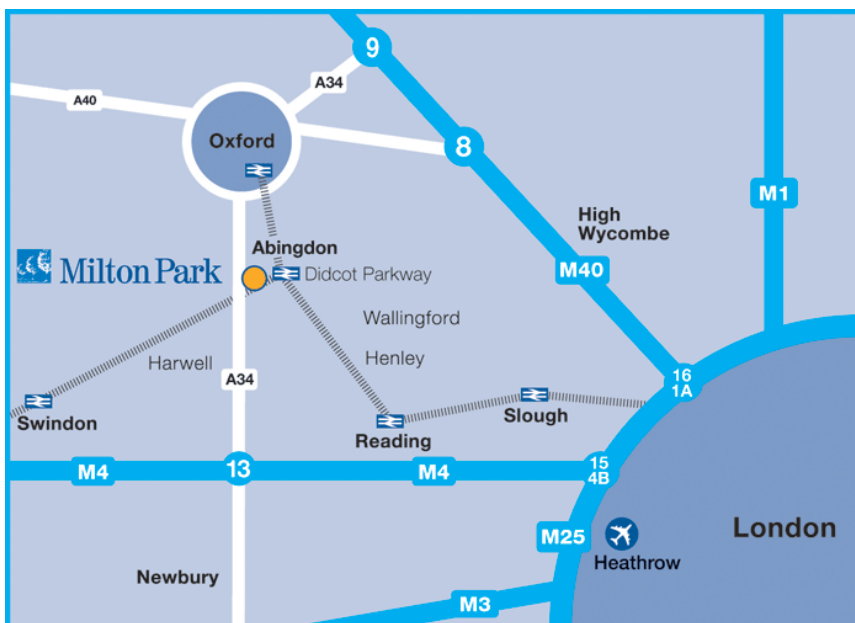 9
A34
A40
Oxford
8
M1
High
Wycombe
Abingdon
Milton Park
Didcot Parkway
M40
Wallingford
Harwell
Henley
A34
16
1A
Swindon
Reading
Slough
M4
13
M4
15
4B
M25
London
Heathrow
Newbury
M3